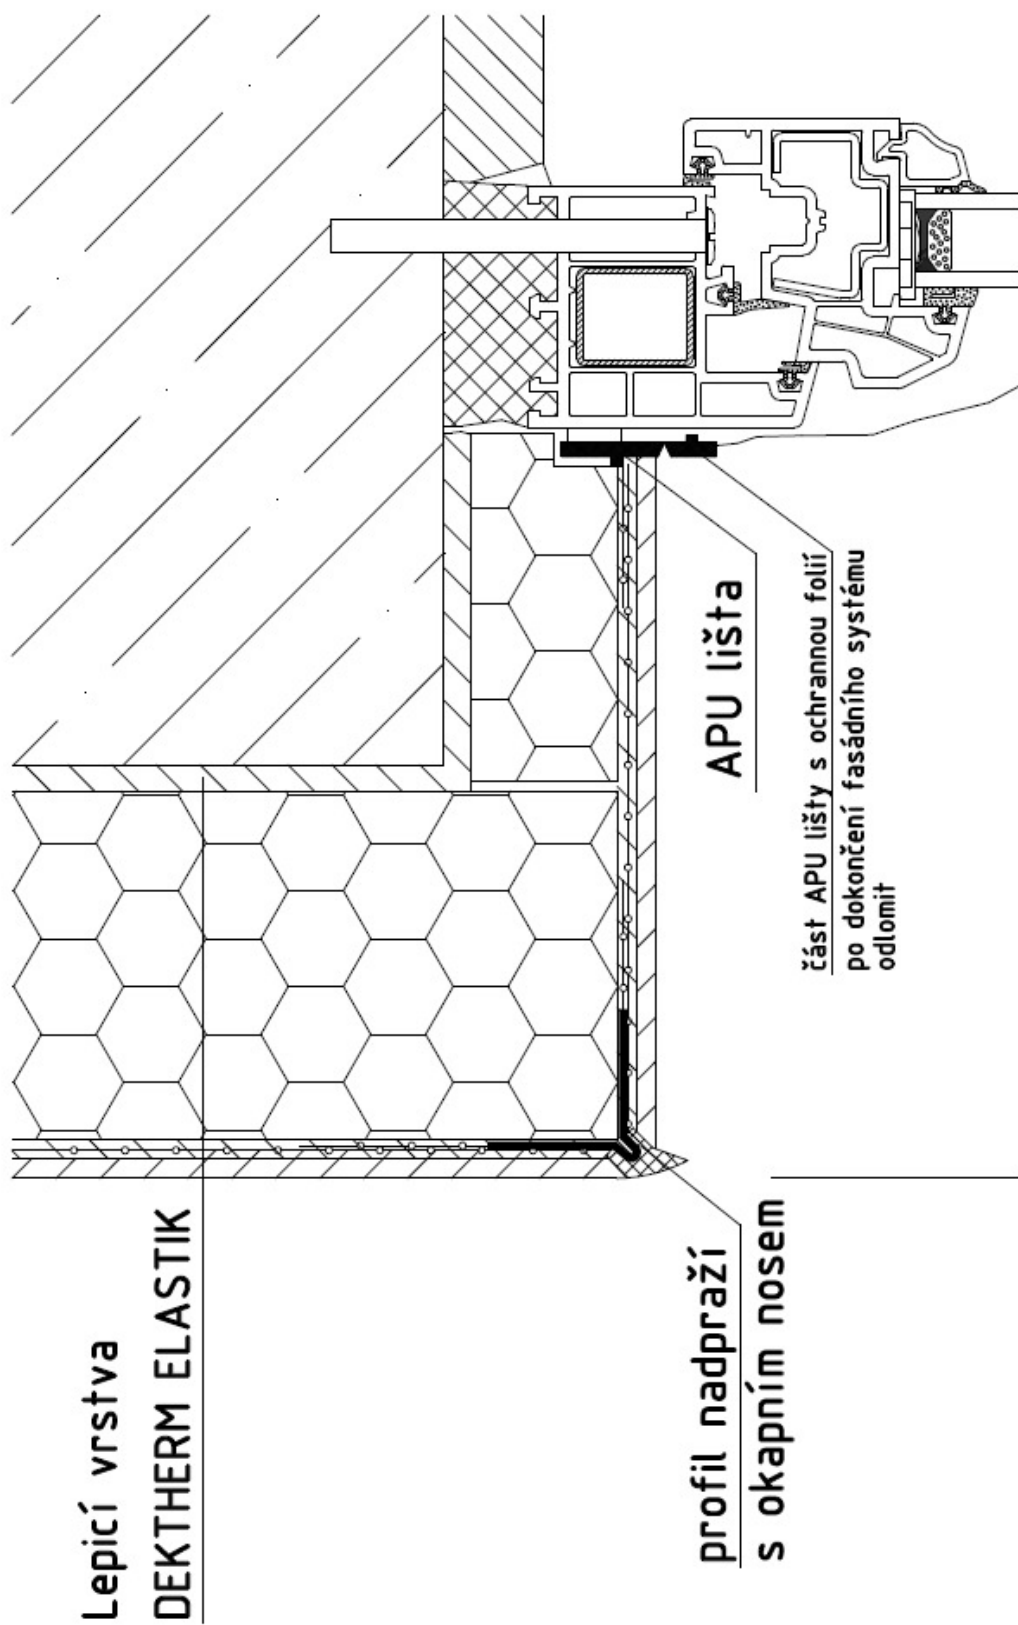 Lepicí vrstva
DEKTHERM ELASTIK
profil nadpraží
s okapním nosem
APU lišta
část APU lišty s ochrannou folií
po dokončení fasádního systému
odlomit